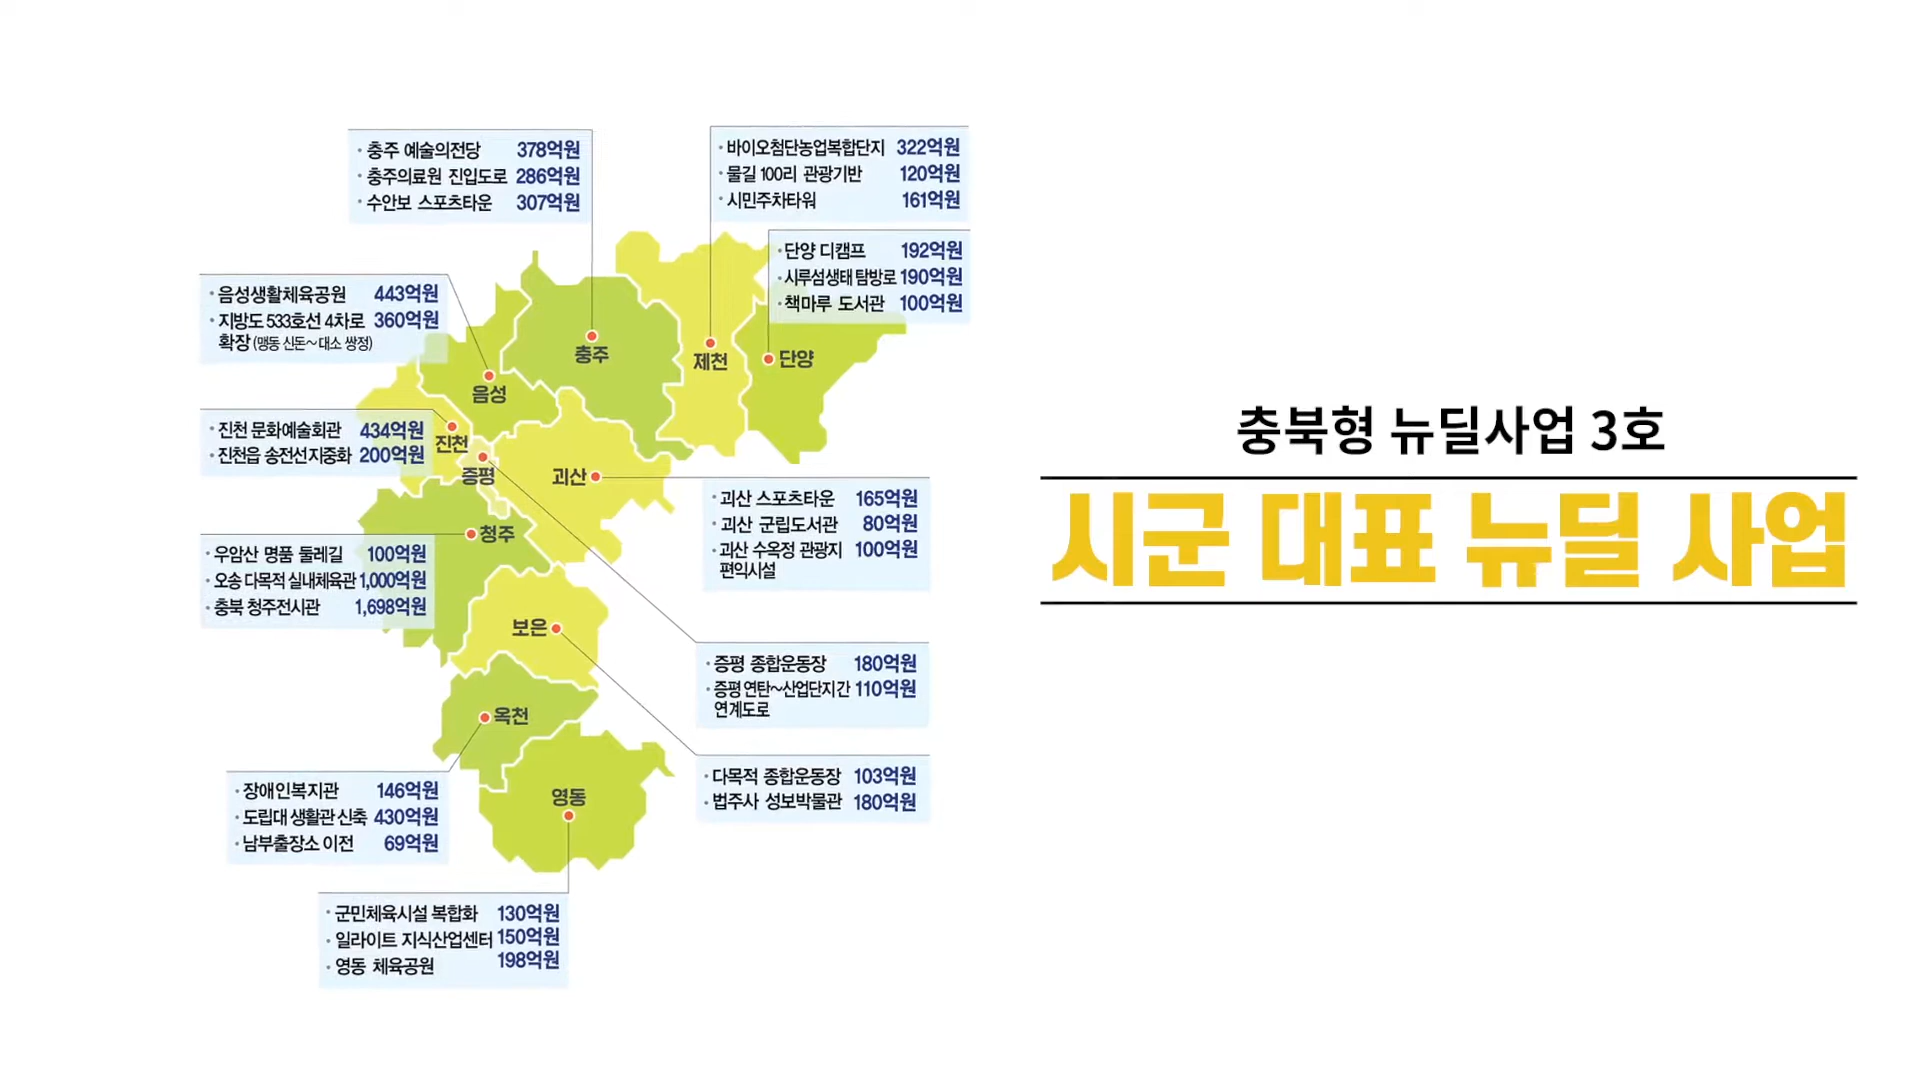 · 충주 예술의전당 378억원
· 충주의료원 진입도로 286억원
· 수안보 스포츠타운 307억원
· 바이오첨단농업복합단지 322억원
· 물길 100리 관광기반 120억원
· 시민주차타워 161억원
· 단양 디캠프 192억원
· 시루섬생태 탐방로 190억원
· 책마루 도서관 100억원
· 음성생활체육공원 443억원
· 지방도 533호선 4차로 360억원
확장 (맹동 신돈~대소 쌍정)
· 진천 문화예술회관 434억원
· 진천읍 송전선지중화 200억원
· 우암산 명품 둘레길 100억원
· 오송 다목적 실내체육관 1,000억원
· 충북 청주전시관 1,698억원
충주
제천
단양
음성
진천
증평
괴산
청주
보은
옥천
영동
· 괴산 스포츠타운 165억원
· 괴산 군립도서관 80억원
· 괴산 수옥정 관광지 100억원
편익시설
· 증평 종합운동장 180억원
· 증평 연탄~산업단지간 110억원
연계도로
· 다목적 종합운동장 103억원
· 법주사 성보박물관 180억원
· 장애인복지관 146억원
· 도립대 생활관 신축 430억원
· 남부출장소 이전 69억원
· 군민체육시설 복합화 130억원
· 일라이트 지식산업센터 150억원
· 영동 체육공원 198억원
충북형 뉴딜사업 3호
시군 대표 뉴딜 사업